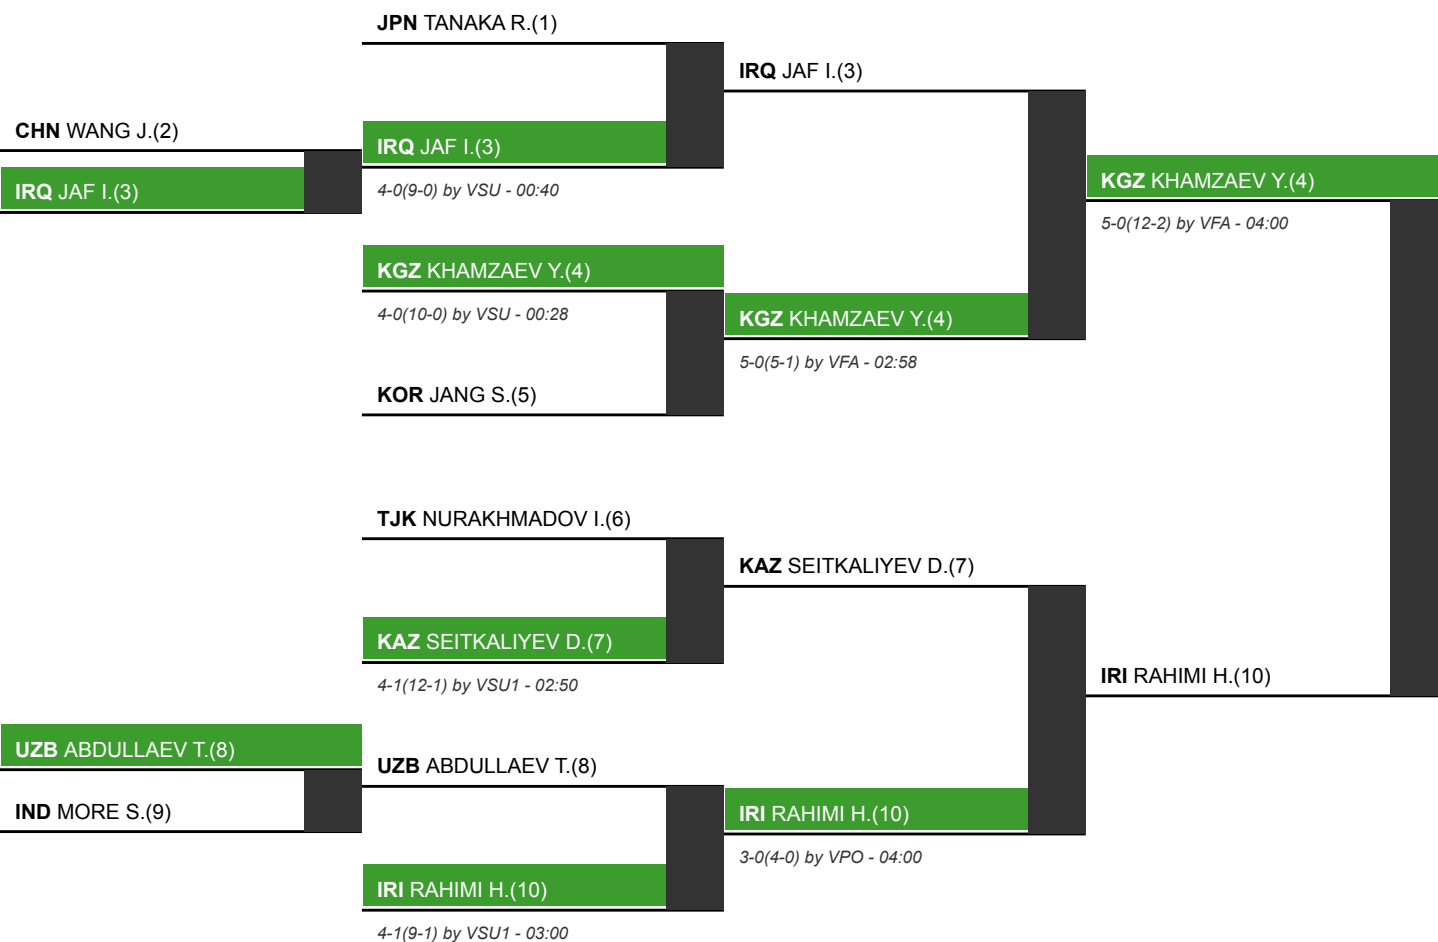 CHN WANG J.(2)
IRQ JAF I.(3)
UZB ABDULLAEV T.(8)
IND MORE S.(9)
JPN TANAKA R.(1)
IRQ JAF I.(3)
4-0(9-0) by VSU - 00:40
KGZ KHAMZAEV Y.(4)
4-0(10-0) by VSU - 00:28
KOR JANG S.(5)
TJK NURAKHMADOV I.(6)
KAZ SEITKALIYEV D.(7)
4-1(12-1) by VSU1 - 02:50
UZB ABDULLAEV T.(8)
IRI RAHIMI H.(10)
4-1(9-1) by VSU1 - 03:00
IRQ JAF I.(3)
KGZ KHAMZAEV Y.(4)
5-0(5-1) by VFA - 02:58
KAZ SEITKALIYEV D.(7)
IRI RAHIMI H.(10)
3-0(4-0) by VPO - 04:00
KGZ KHAMZAEV Y.(4)
5-0(12-2) by VFA - 04:00
IRI RAHIMI H.(10)